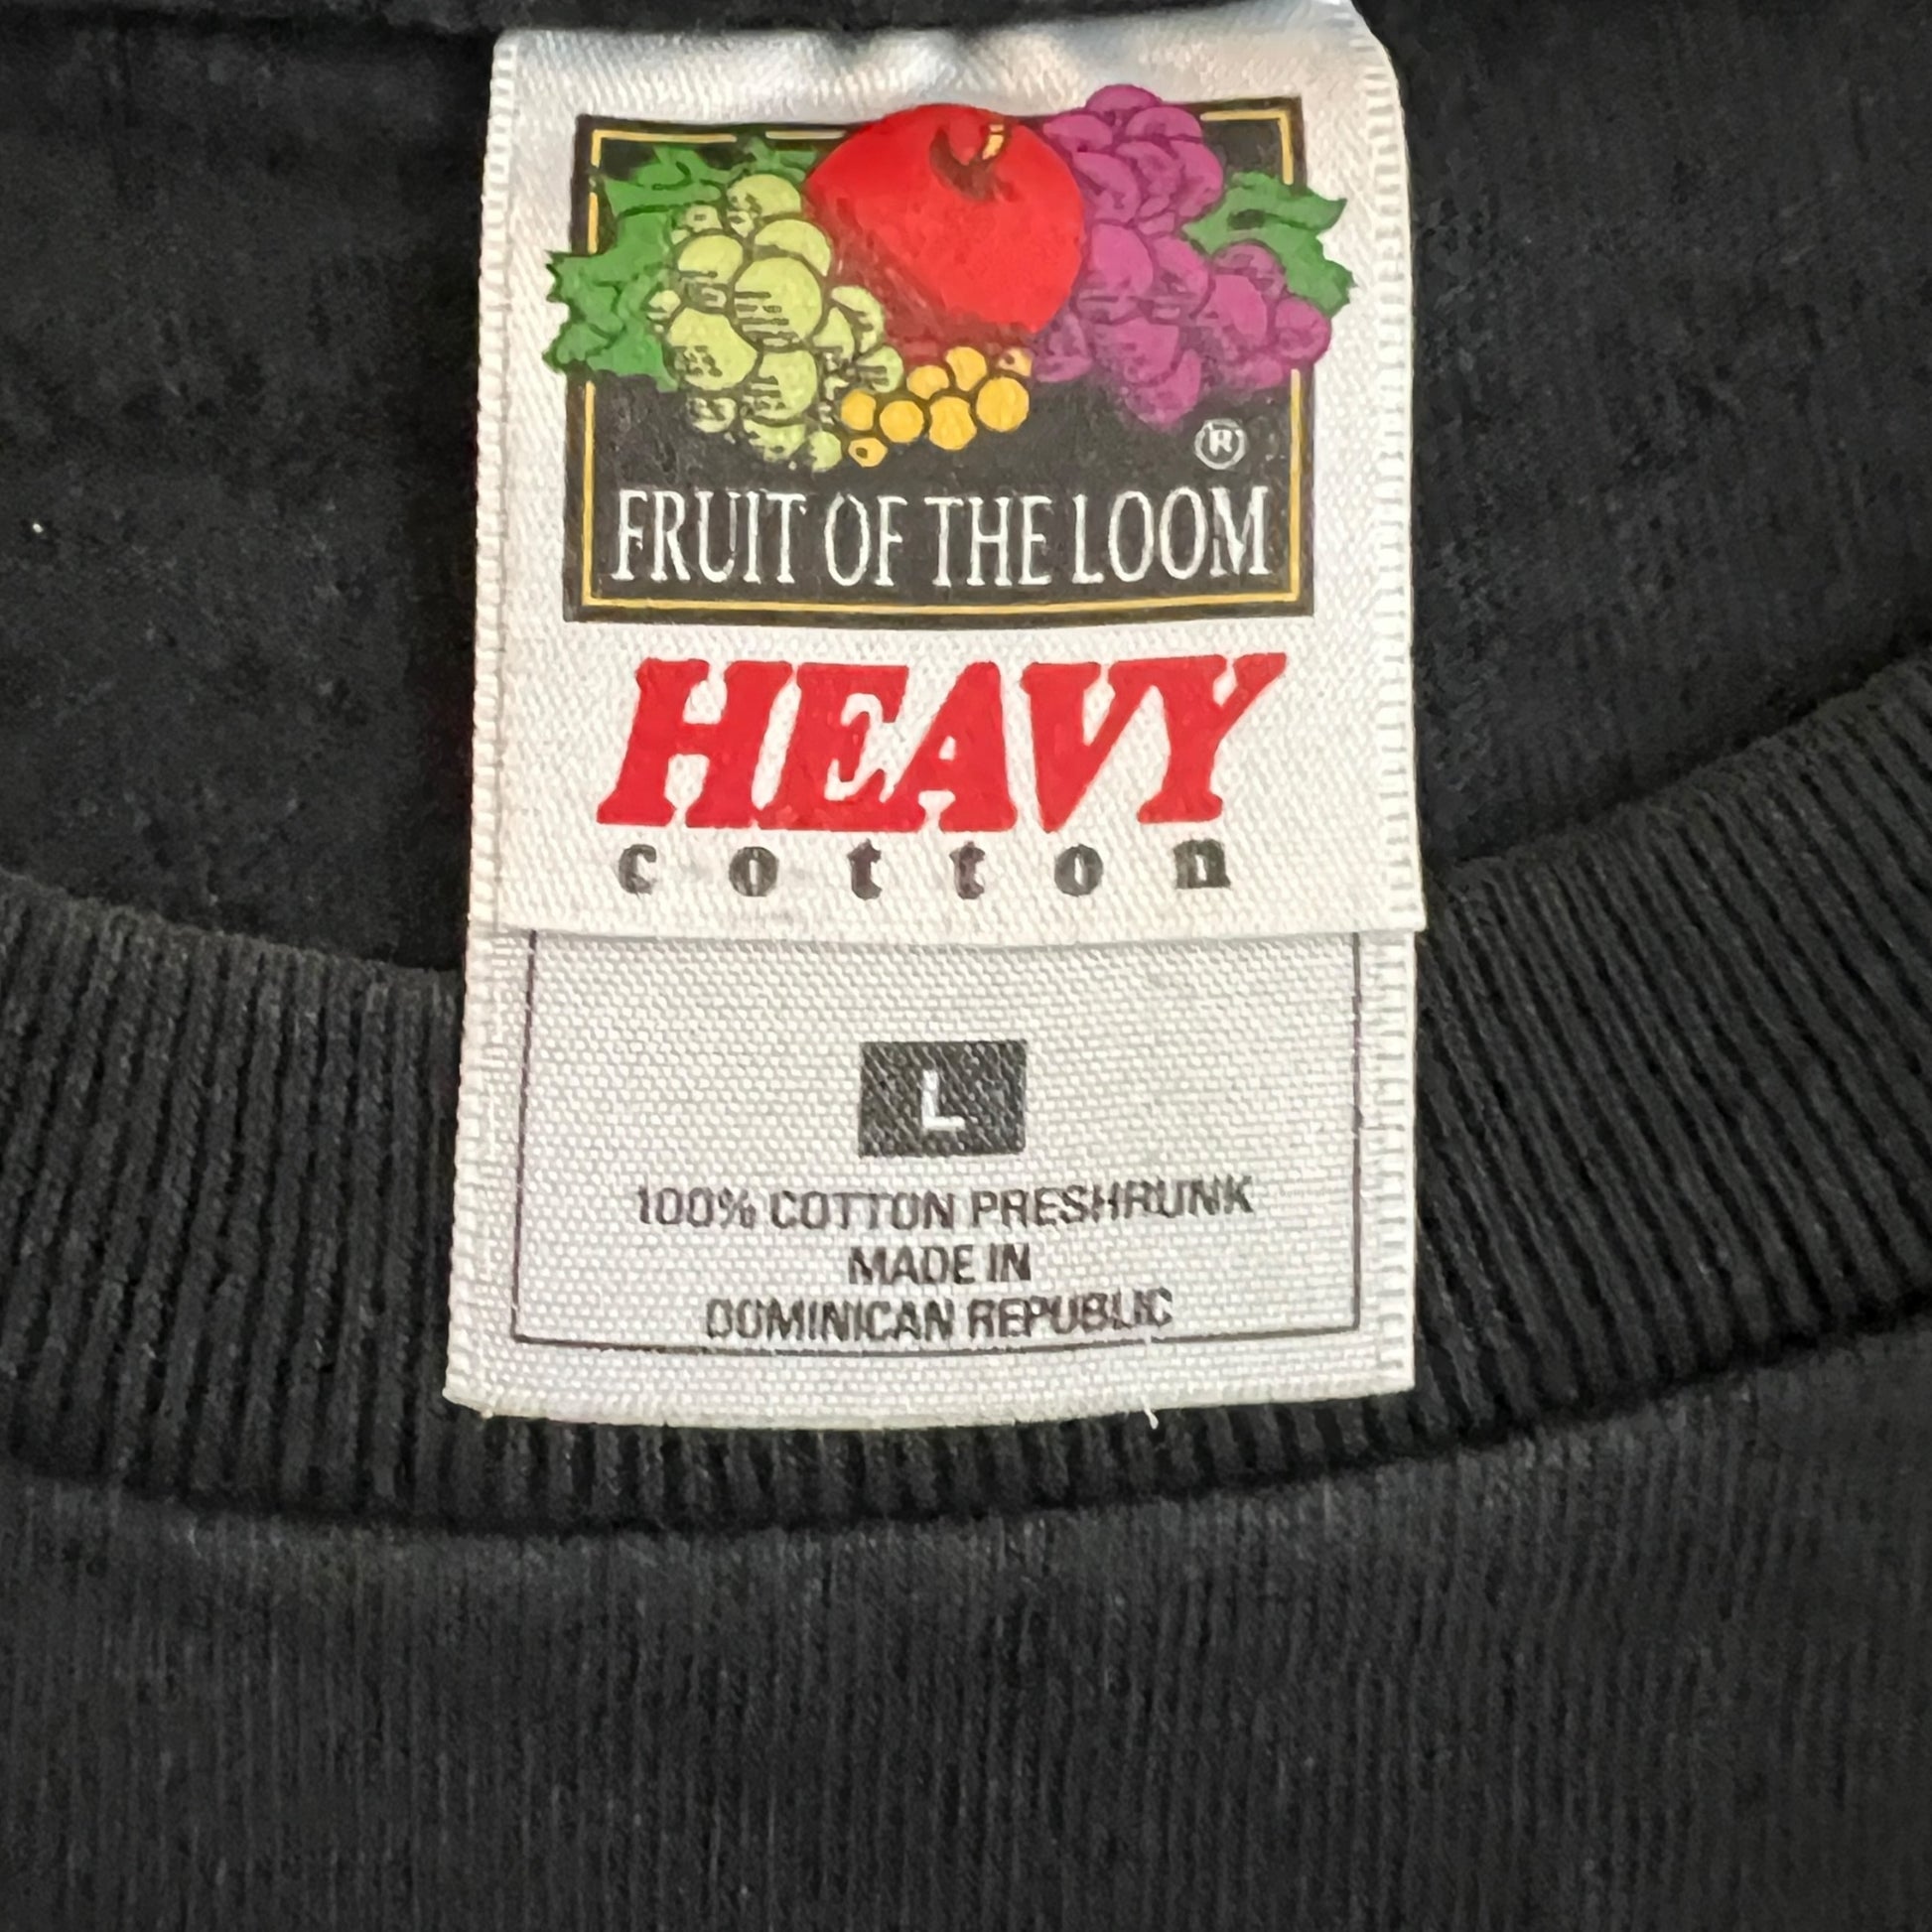 ®
FRUIT OF THE LOOM
HEAVY
cotton
L
100% COTTON PRESHRUNK
MADE IN
DOMINICAN REPUBLIC